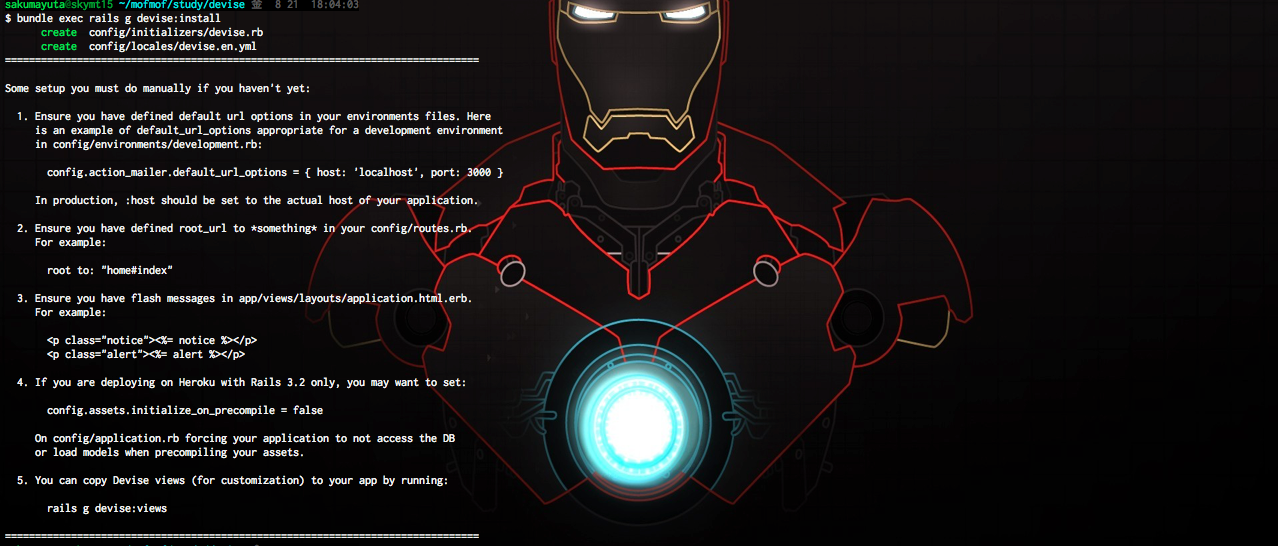 sakumayuta@skymt15 ~/mofmof/study/devise 金 8 21 18:04:03
$ bundle exec rails g devise:install
create config/initializers/devise.rb
create config/locales/devise.en.yml
===============================================================================
Some setup you must do manually if you haven't yet:
1. Ensure you have defined default url options in your environments files. Here
is an example of default_url_options appropriate for a development environment
in config/environments/development.rb:
config.action_mailer.default_url_options = { host: 'localhost', port: 3000 }
In production, :host should be set to the actual host of your application.
2. Ensure you have defined root_url to *something* in your config/routes.rb.
For example:
root to: "home#index"
3. Ensure you have flash messages in app/views/layouts/application.html.erb.
For example:
<p class="notice"><%= notice %></p>
<p class="alert"><%= alert %></p>
4. If you are deploying on Heroku with Rails 3.2 only, you may want to set:
config.assets.initialize_on_precompile = false
On config/application.rb forcing your application to not access the DB
or load models when precompiling your assets.
5. You can copy Devise views (for customization) to your app by running:
rails g devise:views
===============================================================================